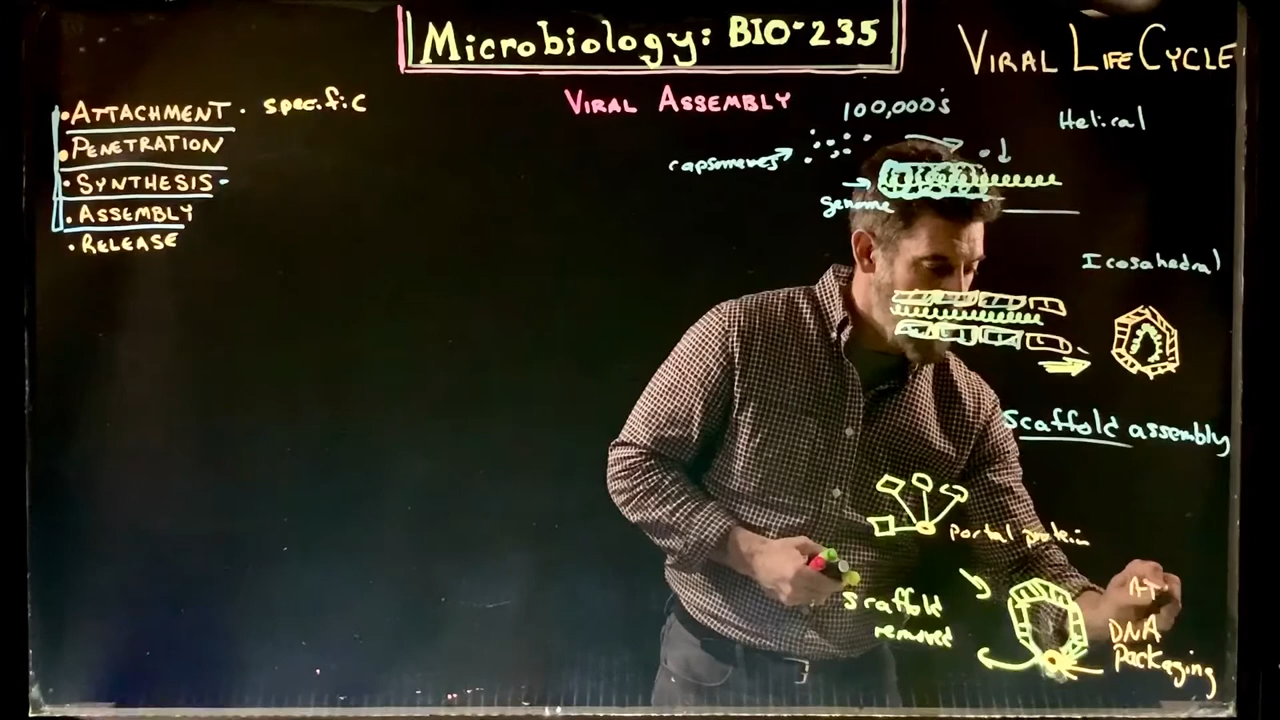 Microbiology: BIO-235
VIRAL LIFE CYCLE
• ATTACHMENT • specific
• PENETRATION
• SYNTHESIS •
• ASSEMBLY
• RELEASE
VIRAL ASSEMBLY
100,000's
Helical
capsomeres
genome
Icosahedral
scaffold assembly
portal protein
scaffold
removed
DNA
Packaging